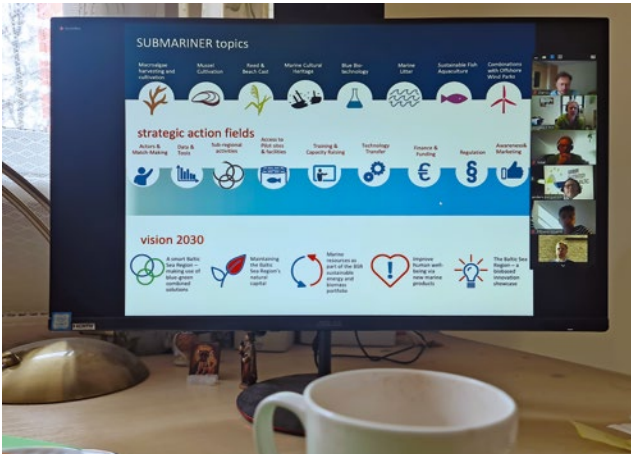 SUBMARINER topics
Macroalgae
harvesting and
cultivation
Mussel
Cultivation
Reed &
Beach Cast
Marine Cultural
Heritage
Blue Bio-
technology
Marine
Litter
Sustainable Fish
Aquaculture
Combinations
with Offshore
Wind Parks
strategic action fields
Actors &
Match-Making
Data &
Tools
Sub-regional
activities
Access to
Pilot sites
& facilities
Training &
Capacity Raising
Technology
Transfer
Finance &
Funding
Regulation
Awareness&
Marketing
€
§
vision 2030
A smart Baltic
Sea Region –
making use of
blue-green
combined
solutions
Maintaining
the Baltic
Sea Region's
natural
capital
Marine
resources as
part of the BSR
sustainable
energy and
biomass
portfolio
Improve
human well-
being via
new marine
products
The Baltic Sea
Region – a
biobased
innovation
showcase
HDMI